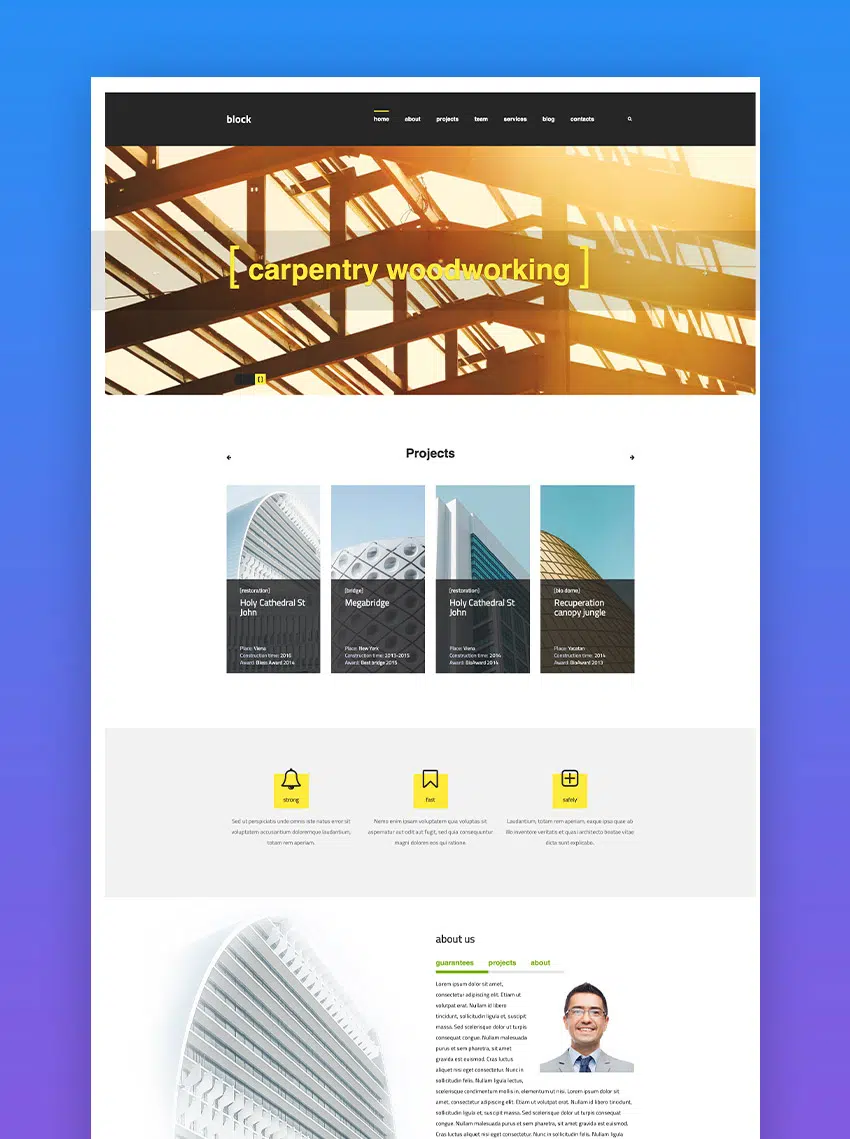 block
home about projects team services blog contacts
[ carpentry woodworking ]
Projects
[restoration]
Holy Cathedral St
John
Place: Viena
Construction time: 2016
Award: Blass Award 2014
[bridge]
Megabridge
Place: New York
Construction time: 2013-2015
Award: Best bridge 2015
[restoration]
Holy Cathedral St
John
Place: Viena
Construction time: 2014
Award: BioAward 2014
[bio dome]
Recuperation
canopy jungle
Place: Yucatan
Construction time: 2014
Award: BioAward 2013
strong
Sed ut perspiciatis unde omnis iste natus error sit
voluptatem accusantium doloremque laudantium,
totam rem aperiam.
fast
Nemo enim ipsam voluptatem quia voluptas sit
aspernatur aut odit aut fugit, sed quia consequuntur
magni dolores eos qui ratione.
safely
Laudantium, totam rem aperiam, eaque ipsa quae ab
illo inventore veritatis et quasi architecto beatae vitae
dicta sunt explicabo.
about us
guarantees projects about
Lorem ipsum dolor sit amet,
consectetur adipiscing elit. Etiam ut
volutpat erat. Nullam id libero
tincidunt, sollicitudin ligula et, suscipit
massa. Sed scelerisque dolor ut turpis
consequat congue. Nullam malesuada
purus et sem pharetra, sit amet
gravida est euismod. Cras luctus
aliquet nisi eget consectetur. Nunc in
sollicitudin felis. Nullam ligula lectus,
scelerisque condimentum mollis in, elementum ut nisi. Lorem ipsum dolor sit
amet, consectetur adipiscing elit. Etiam ut volutpat erat. Nullam id libero tincidunt,
sollicitudin ligula et, suscipit massa. Sed scelerisque dolor ut turpis consequat
congue. Nullam malesuada purus et sem pharetra, sit amet gravida est euismod.
Cras luctus aliquet nisi eget consectetur. Nunc in sollicitudin felis. Nullam ligula